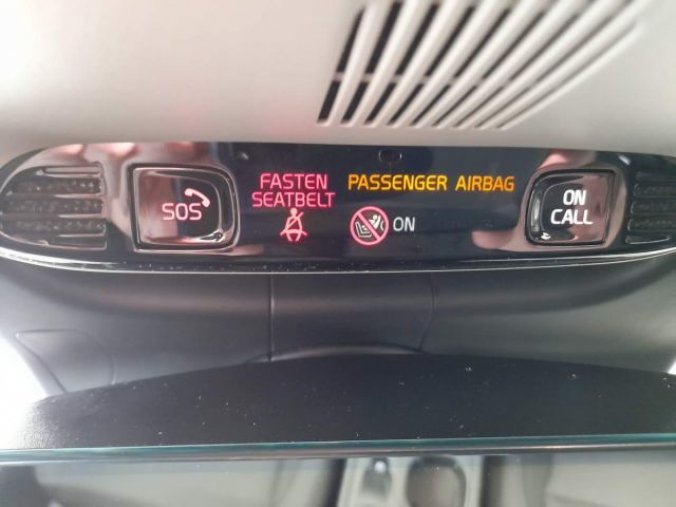 SOS
FASTEN
SEATBELT
PASSENGER AIRBAG
ON
ON
CALL